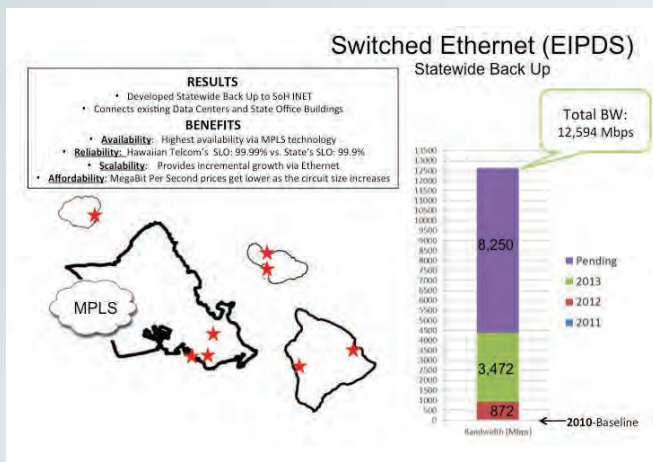 Switched Ethernet (EIPDS)
Statewide Back Up
RESULTS
• Developed Statewide Back Up to SoH INET
• Connects existing Data Centers and State Office Buildings
BENEFITS
• Availability: Highest availability via MPLS technology
• Reliability: Hawaiian Telcom's SLO: 99.99% vs. State's SLO: 99.9%
• Scalability: Provides incremental growth via Ethernet
• Affordability: MegaBit Per Second prices get lower as the circuit size increases
MPLS
Total BW:
12,594 Mbps
13500
13000
12500
12000
11500
11000
10500
10000
9500
9000
8500
8000
7500
7000
6500
6000
5500
5000
4500
4000
3500
3000
2500
2000
1500
1000
500
0
8,250
3,472
872
Bandwidth (Mbps)
Pending
2013
2012
2011
2010-Baseline